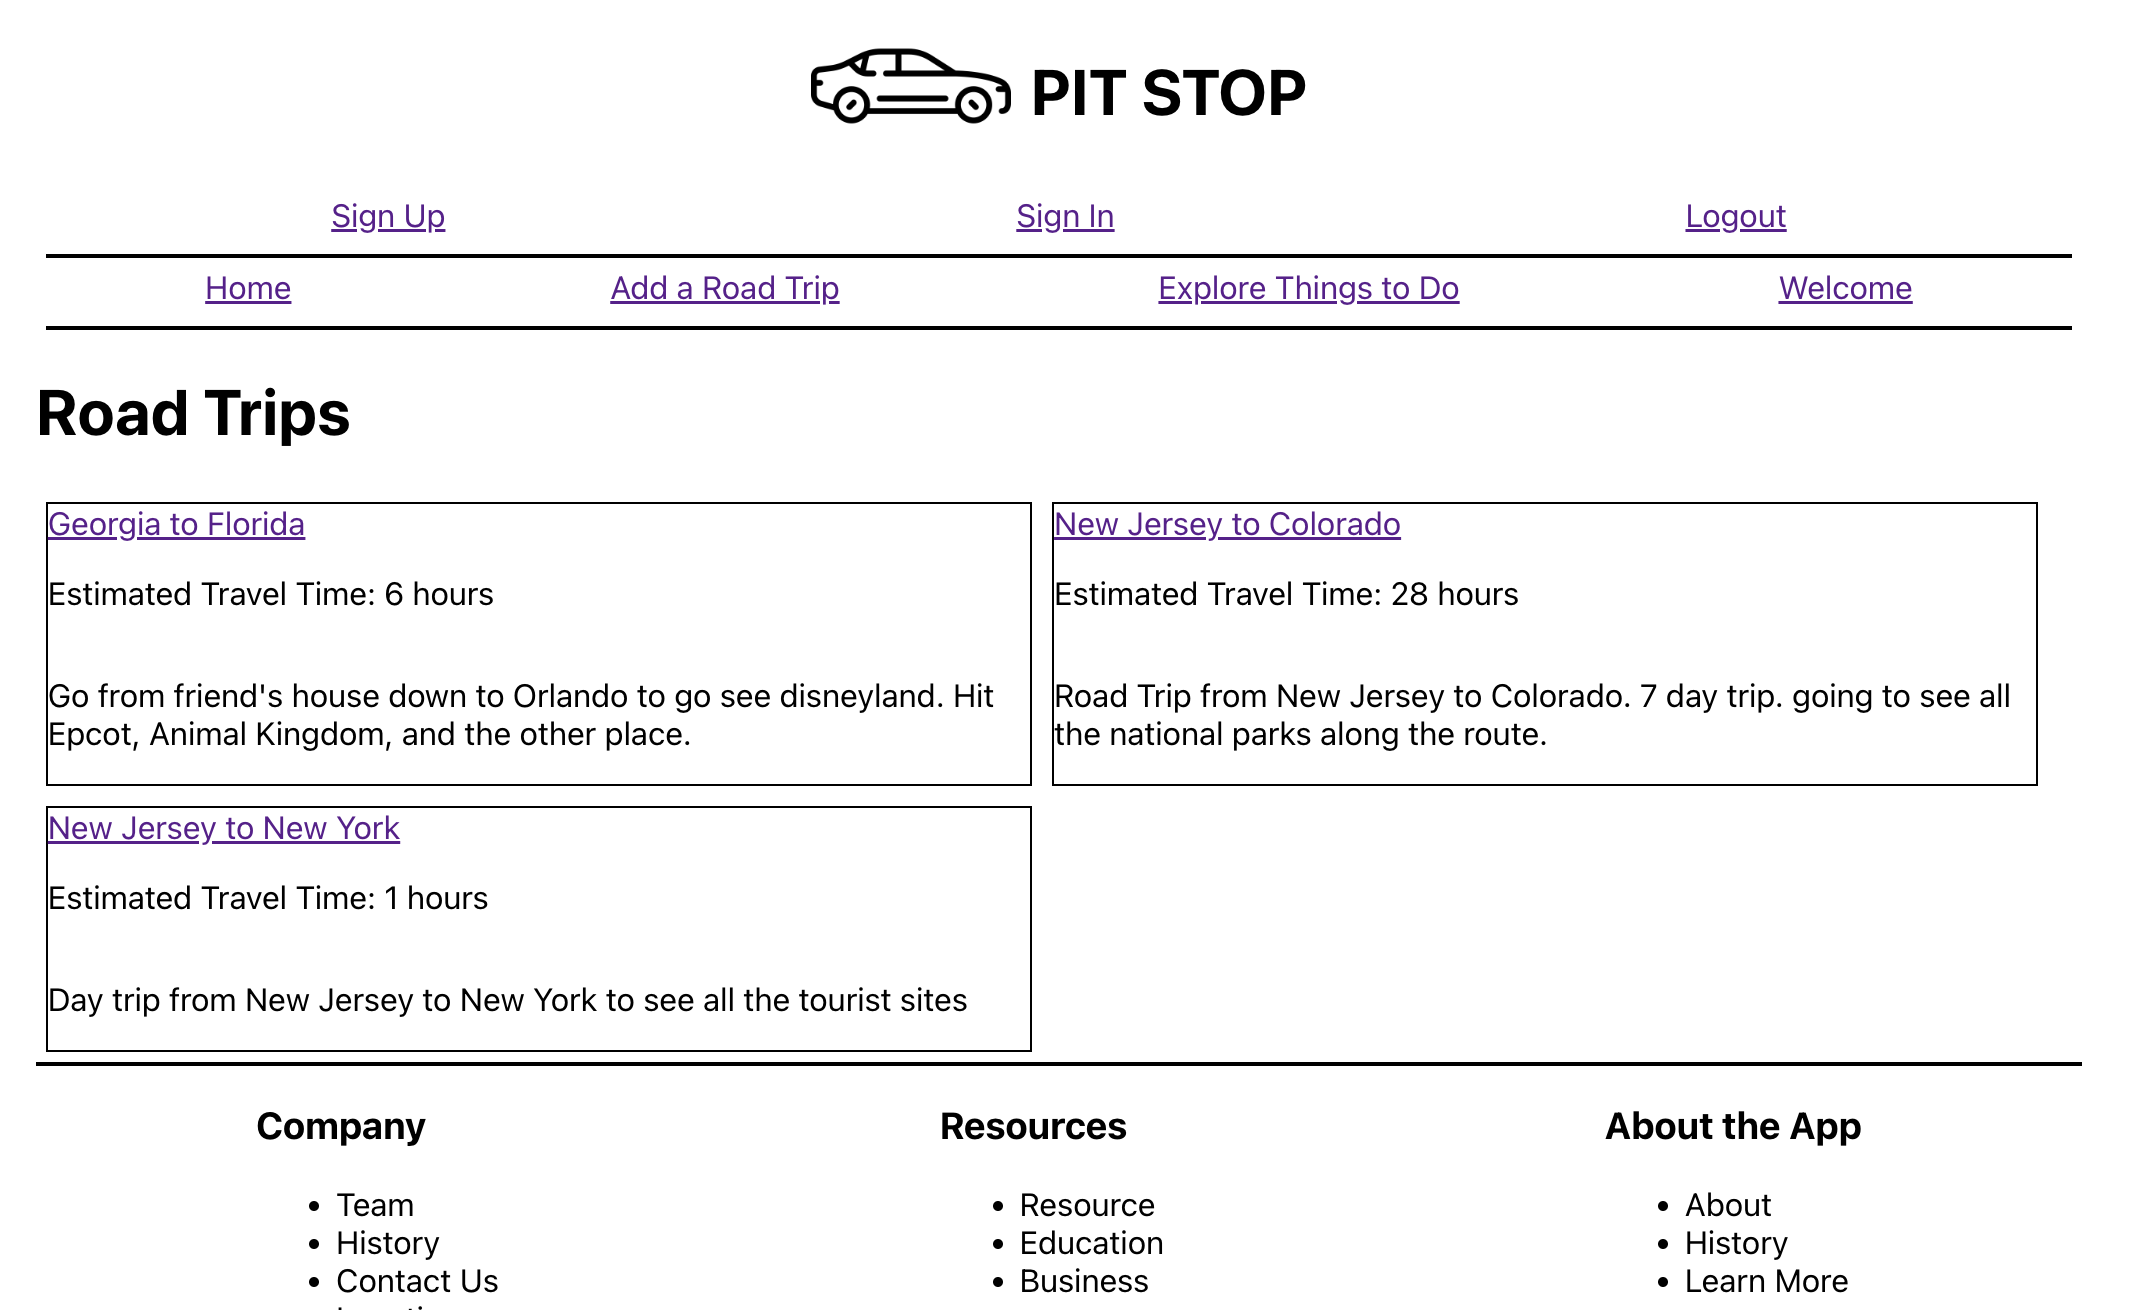 PIT STOP
Sign Up Sign In Logout
Home Add a Road Trip Explore Things to Do Welcome
Road Trips
Georgia to Florida
Estimated Travel Time: 6 hours
Go from friend's house down to Orlando to go see disneyland. Hit
Epcot, Animal Kingdom, and the other place.
New Jersey to Colorado
Estimated Travel Time: 28 hours
Road Trip from New Jersey to Colorado. 7 day trip. going to see all
the national parks along the route.
New Jersey to New York
Estimated Travel Time: 1 hours
Day trip from New Jersey to New York to see all the tourist sites
Company
• Team
• History
• Contact Us
Resources
• Resource
• Education
• Business
About the App
• About
• History
• Learn More